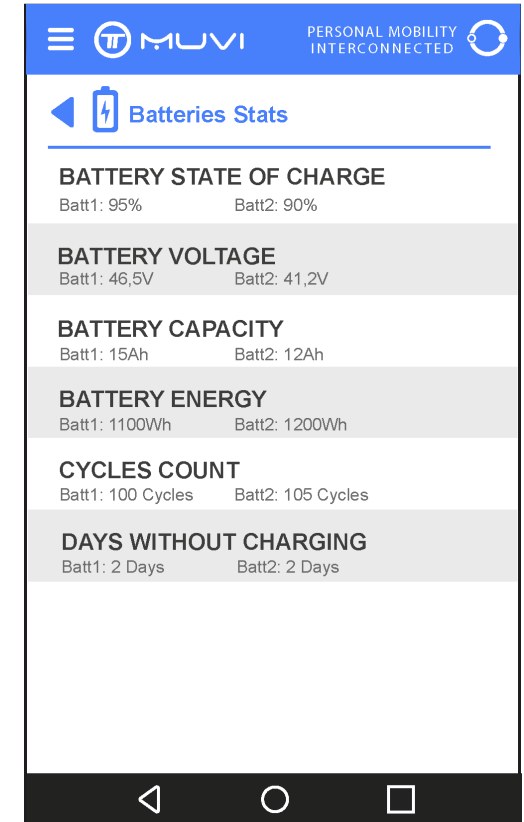 MUVI
PERSONAL MOBILITY
INTERCONNECTED
Batteries Stats
BATTERY STATE OF CHARGE
Batt1: 95% Batt2: 90%
BATTERY VOLTAGE
Batt1: 46,5V Batt2: 41,2V
BATTERY CAPACITY
Batt1: 15Ah Batt2: 12Ah
BATTERY ENERGY
Batt1: 1100Wh Batt2: 1200Wh
CYCLES COUNT
Batt1: 100 Cycles Batt2: 105 Cycles
DAYS WITHOUT CHARGING
Batt1: 2 Days Batt2: 2 Days